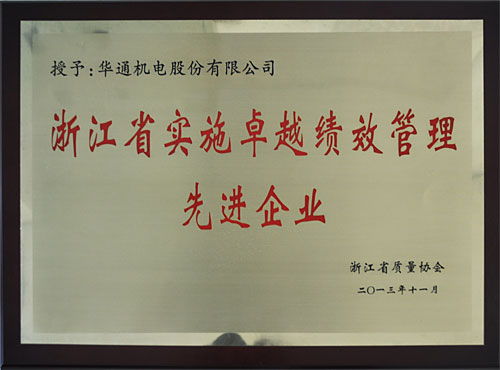 授予：华通机电股份有限公司
浙江省实施卓越绩效管理
先进企业
浙江省质量协会
二〇一三年十一月